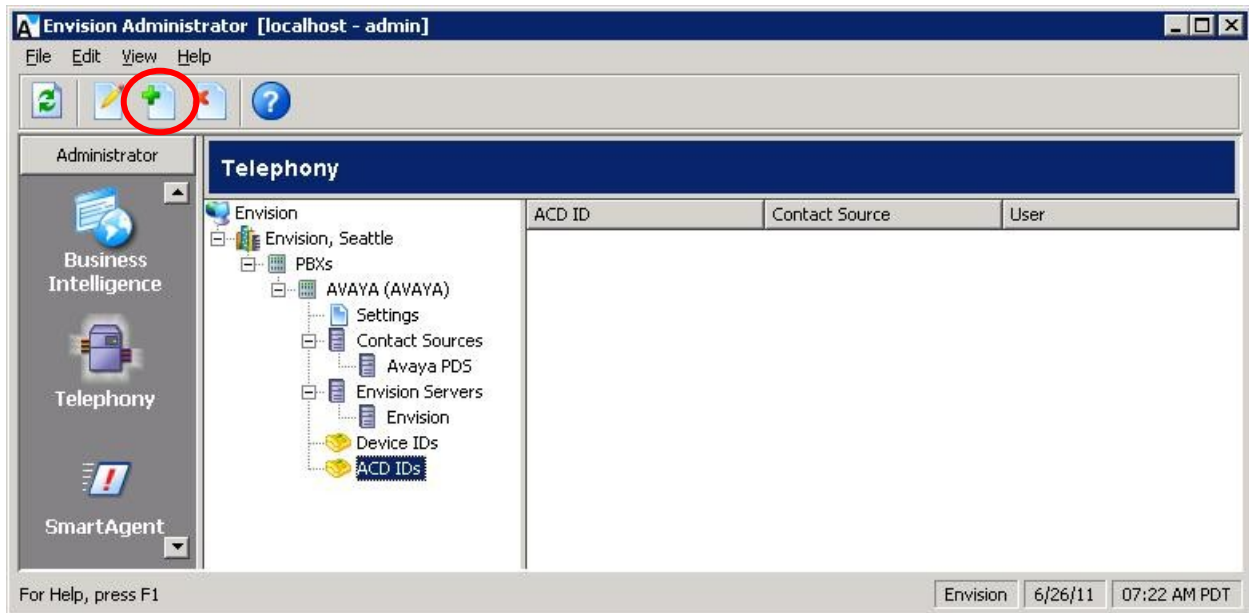 Envision Administrator [localhost - admin]
File Edit View Help
Administrator
Business
Intelligence
Telephony
SmartAgent
Telephony
Envision
Envision, Seattle
PBXs
AVAYA (AVAYA)
Settings
Contact Sources
Avaya PDS
Envision Servers
Envision
Device IDs
ACD IDs
ACD ID Contact Source User
For Help, press F1
Envision 6/26/11 07:22 AM PDT